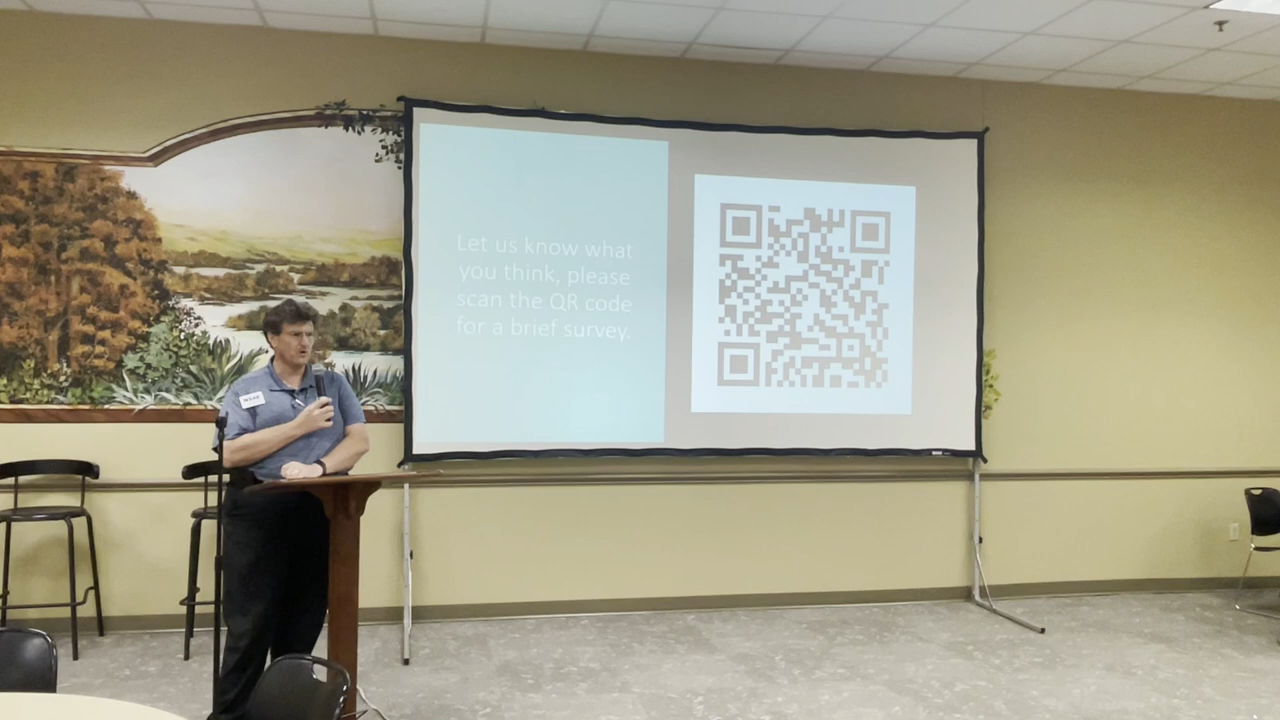 Let us know what
you think, please
scan the QR code
for a brief survey.